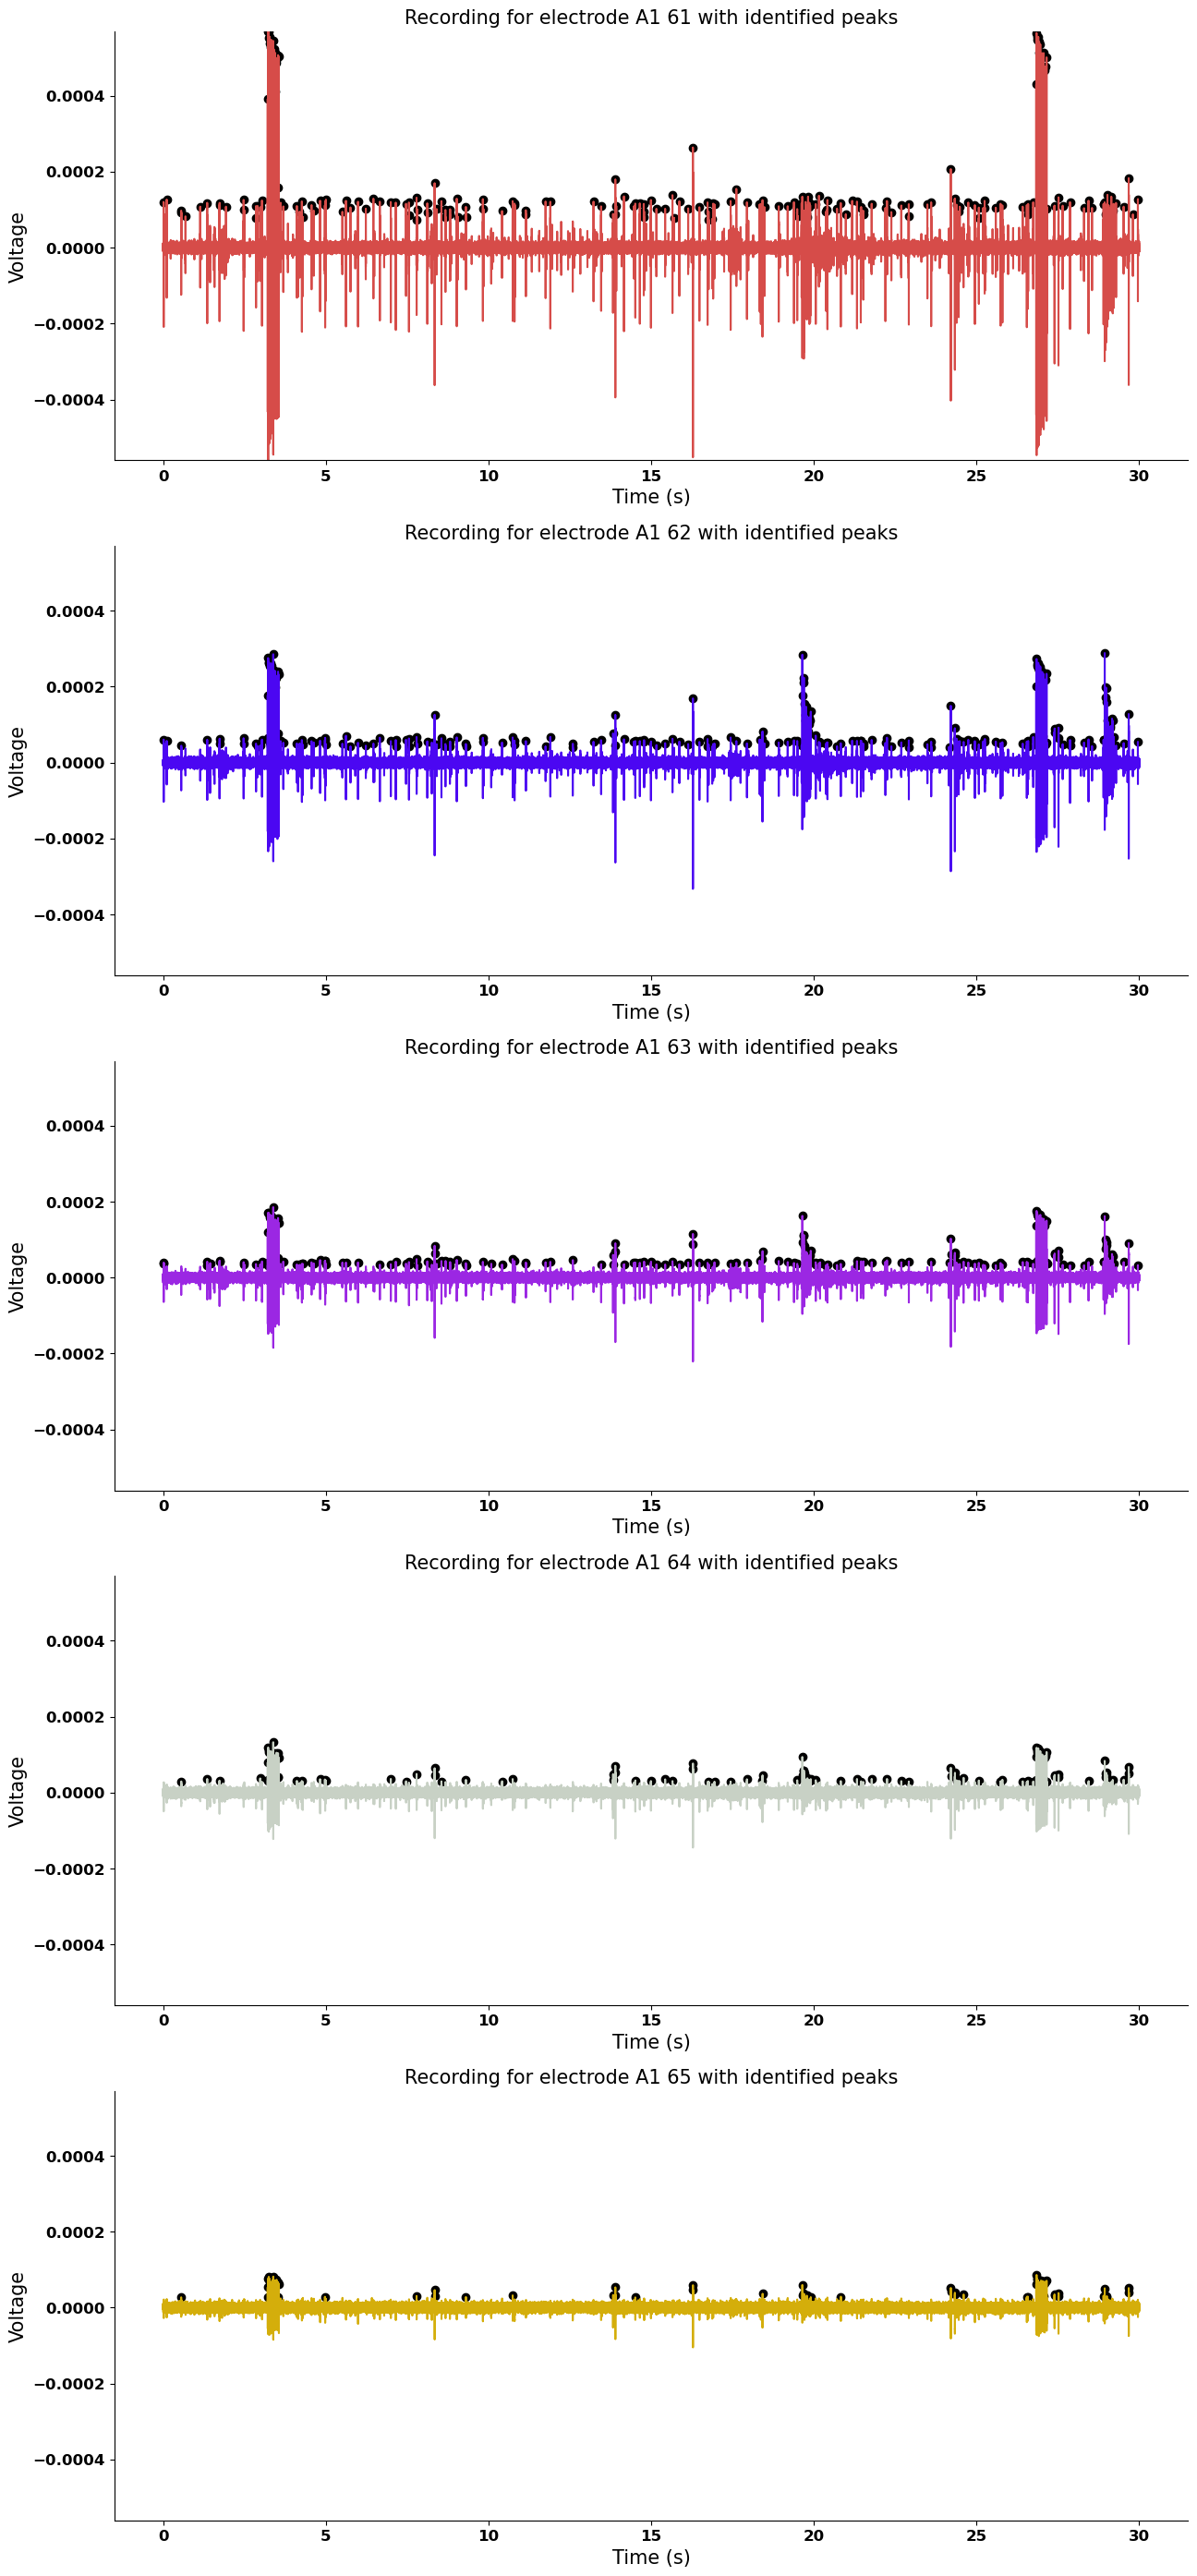 Recording for electrode A1 61 with identified peaks
0.0004
0.0002
0.0000
−0.0002
−0.0004
Voltage
0 5 10 15 20 25 30
Time (s)
Recording for electrode A1 62 with identified peaks
0.0004
0.0002
0.0000
−0.0002
−0.0004
Voltage
0 5 10 15 20 25 30
Time (s)
Recording for electrode A1 63 with identified peaks
0.0004
0.0002
0.0000
−0.0002
−0.0004
Voltage
0 5 10 15 20 25 30
Time (s)
Recording for electrode A1 64 with identified peaks
0.0004
0.0002
0.0000
−0.0002
−0.0004
Voltage
0 5 10 15 20 25 30
Time (s)
Recording for electrode A1 65 with identified peaks
0.0004
0.0002
0.0000
−0.0002
−0.0004
Voltage
0 5 10 15 20 25 30
Time (s)